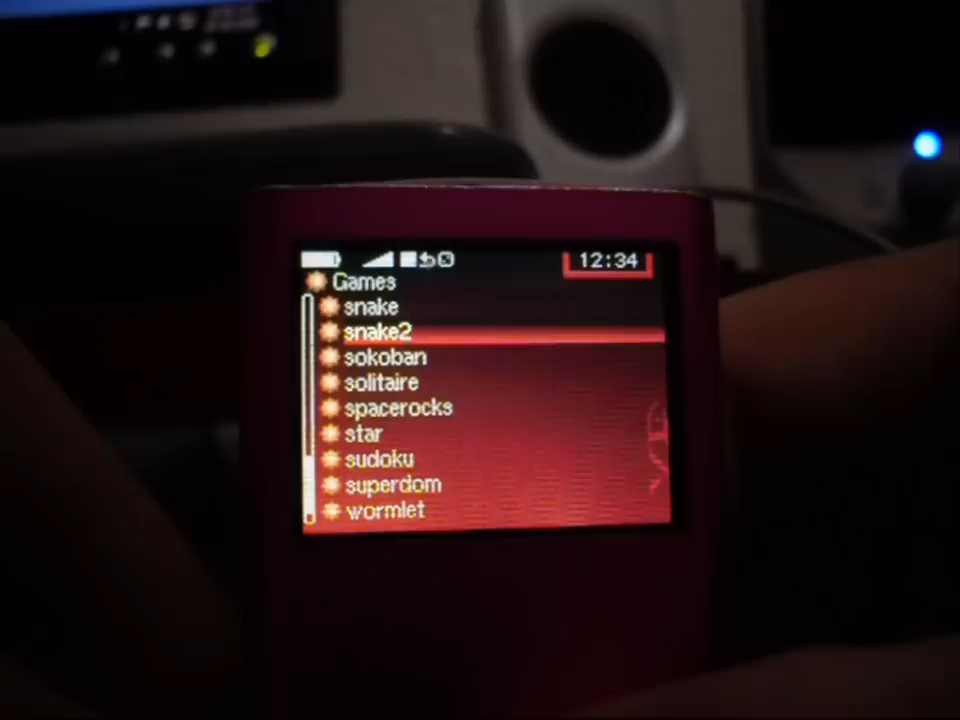 12:34
Games
snake
snake2
sokoban
solitaire
spacerocks
star
sudoku
superdom
wormlet